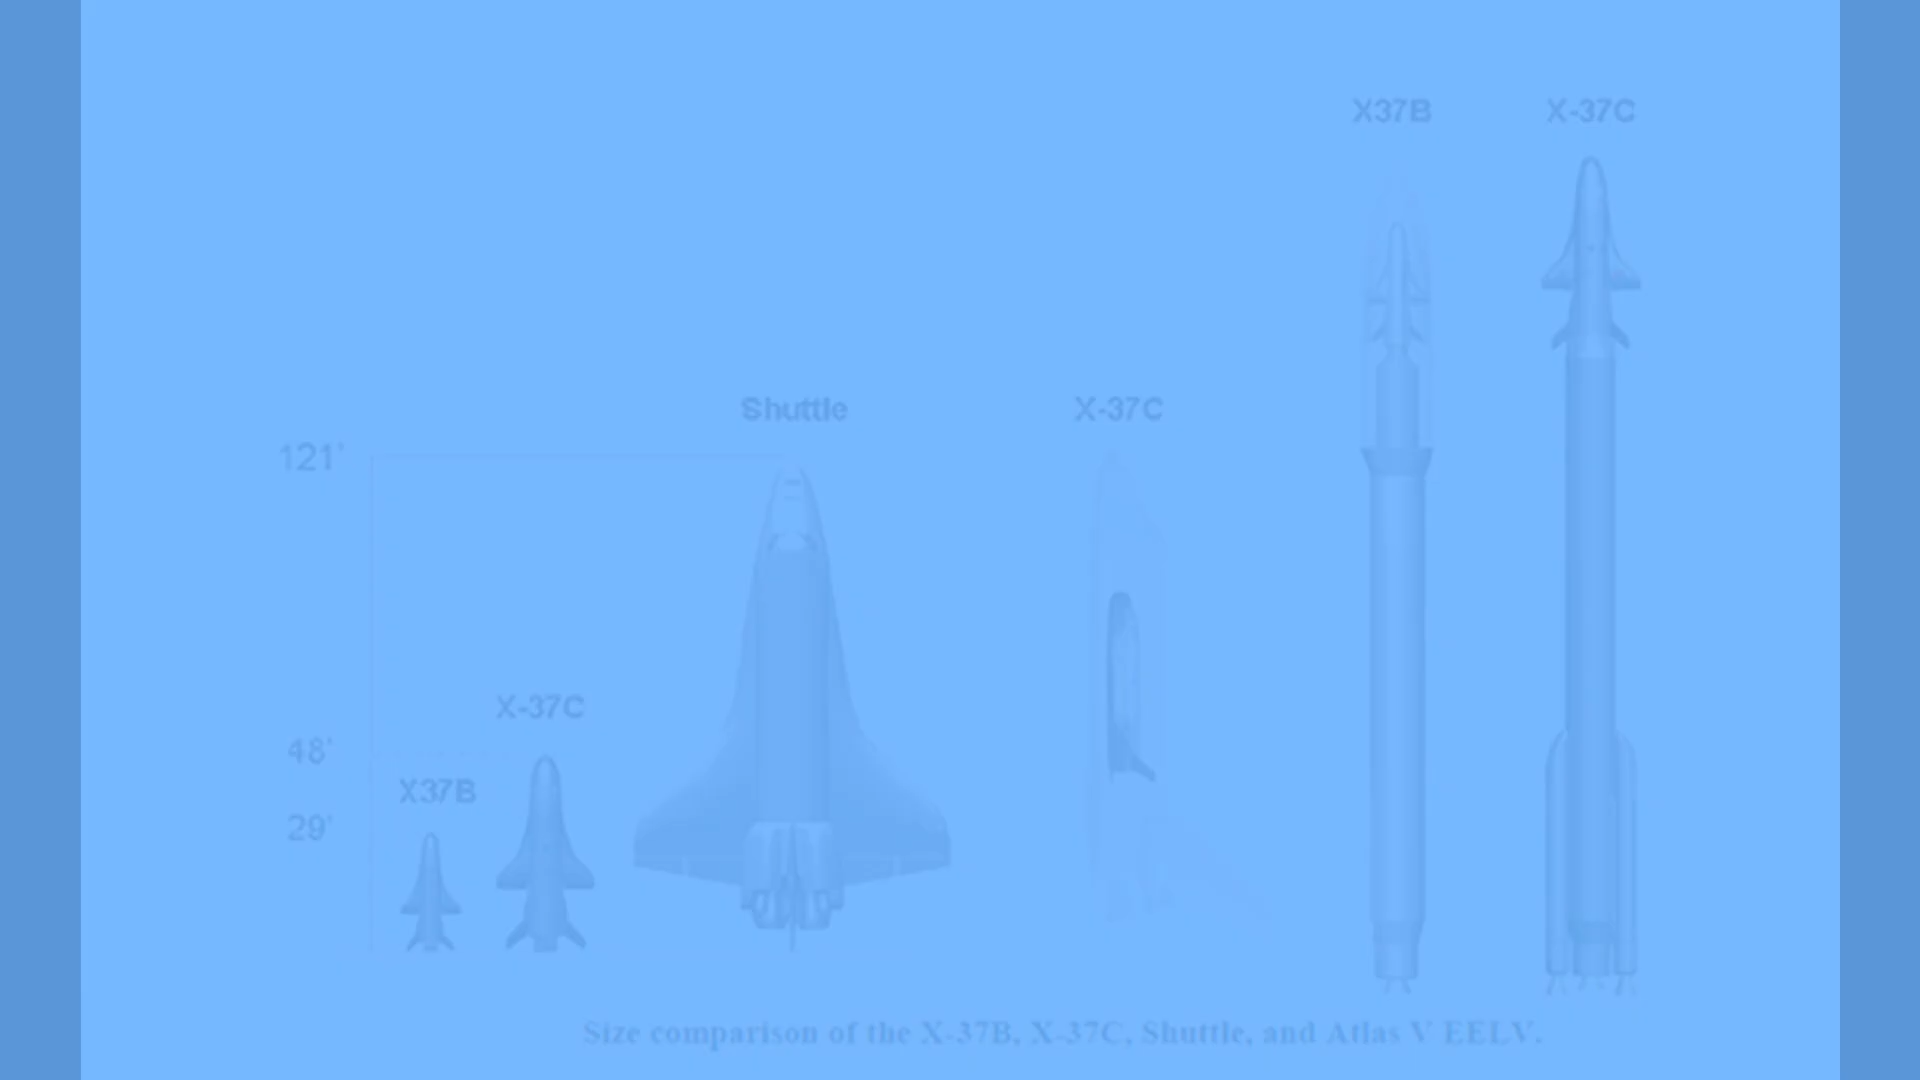 X37B X-37C
Shuttle X-37C
121'
X-37C
48'
X37B
29'
Size comparison of the X-37B, X-37C, Shuttle, and Atlas V EELV.